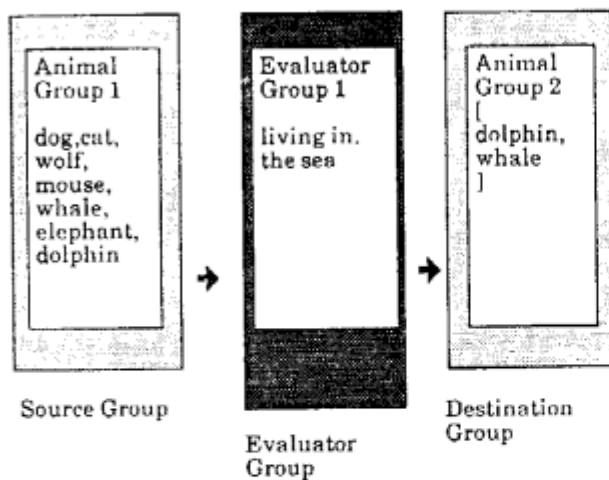 Animal
Group 1
dog,cat,
wolf,
mouse,
whale,
elephant,
dolphin
Source Group
Evaluator
Group 1
living in.
the sea
Evaluator
Group
Animal
Group 2
[
dolphin,
whale
]
Destination
Group